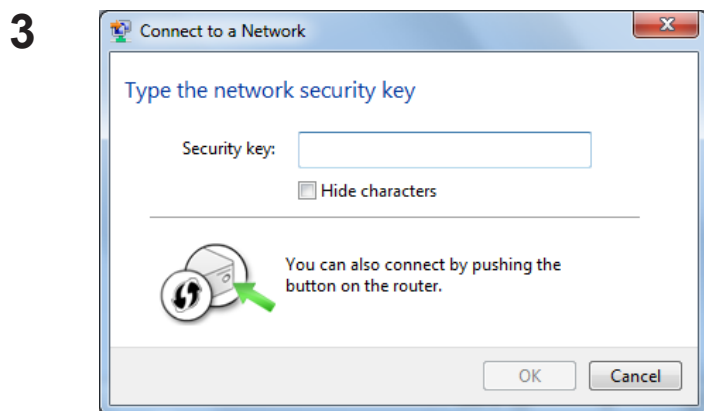 3
Connect to a Network
Type the network security key
Security key:
Hide characters
You can also connect by pushing the
button on the router.
OK Cancel